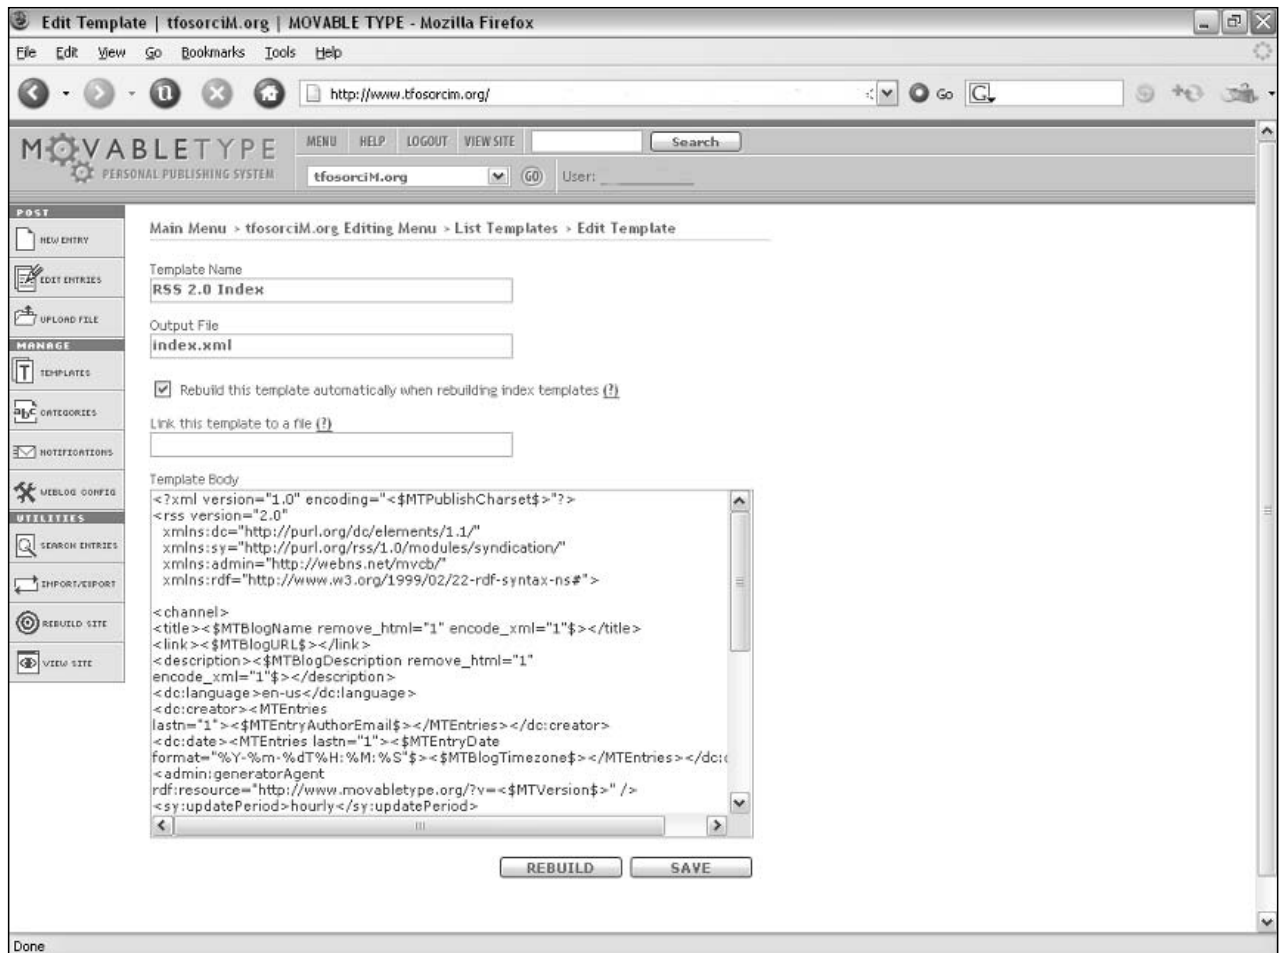 Edit Template | tfosorciM.org | MOVABLE TYPE - Mozilla Firefox
File Edit View Go Bookmarks Tools Help
http://www.tfosorcim.org/
Go
G
MOVABLETYPE
PERSONAL PUBLISHING SYSTEM
MENU HELP LOGOUT VIEW SITE
Search
tfosorciM.org
GO
User:
POST
NEW ENTRY
EDIT ENTRIES
UPLOAD FILE
MANAGE
TEMPLATES
CATEGORIES
NOTIFICATIONS
WEBLOG CONFIG
UTILITIES
SEARCH ENTRIES
IMPORT/EXPORT
REBUILD SITE
VIEW SITE
Main Menu > tfosorciM.org Editing Menu > List Templates > Edit Template
Template Name
RSS 2.0 Index
Output File
index.xml
Rebuild this template automatically when rebuilding index templates (?)
Link this template to a file (?)
Template Body
<?xml version="1.0" encoding="<$MTPublishCharset$>"?>
<rss version="2.0"
xmlns:dc="http://purl.org/dc/elements/1.1/"
xmlns:sy="http://purl.org/rss/1.0/modules/syndication/"
xmlns:admin="http://webns.net/mvcb/"
xmlns:rdf="http://www.w3.org/1999/02/22-rdf-syntax-ns#">
<channel>
<title><$MTBlogName remove_html="1" encode_xml="1"$></title>
<link><$MTBlogURL$></link>
<description><$MTBlogDescription remove_html="1"
encode_xml="1"$></description>
<dc:language>en-us</dc:language>
<dc:creator><MTEntries
lastn="1"><$MTEntryAuthorEmail$></MTEntries></dc:creator>
<dc:date><MTEntries lastn="1"><$MTEntryDate
format="%Y-%m-%dT%H:%M:%S"$><$MTBlogTimezone$></MTEntries></dc:
<admin:generatorAgent
rdf:resource="http://www.movabletype.org/?v=<$MTVersion$>" />
<sy:updatePeriod>hourly</sy:updatePeriod>
REBUILD
SAVE
Done